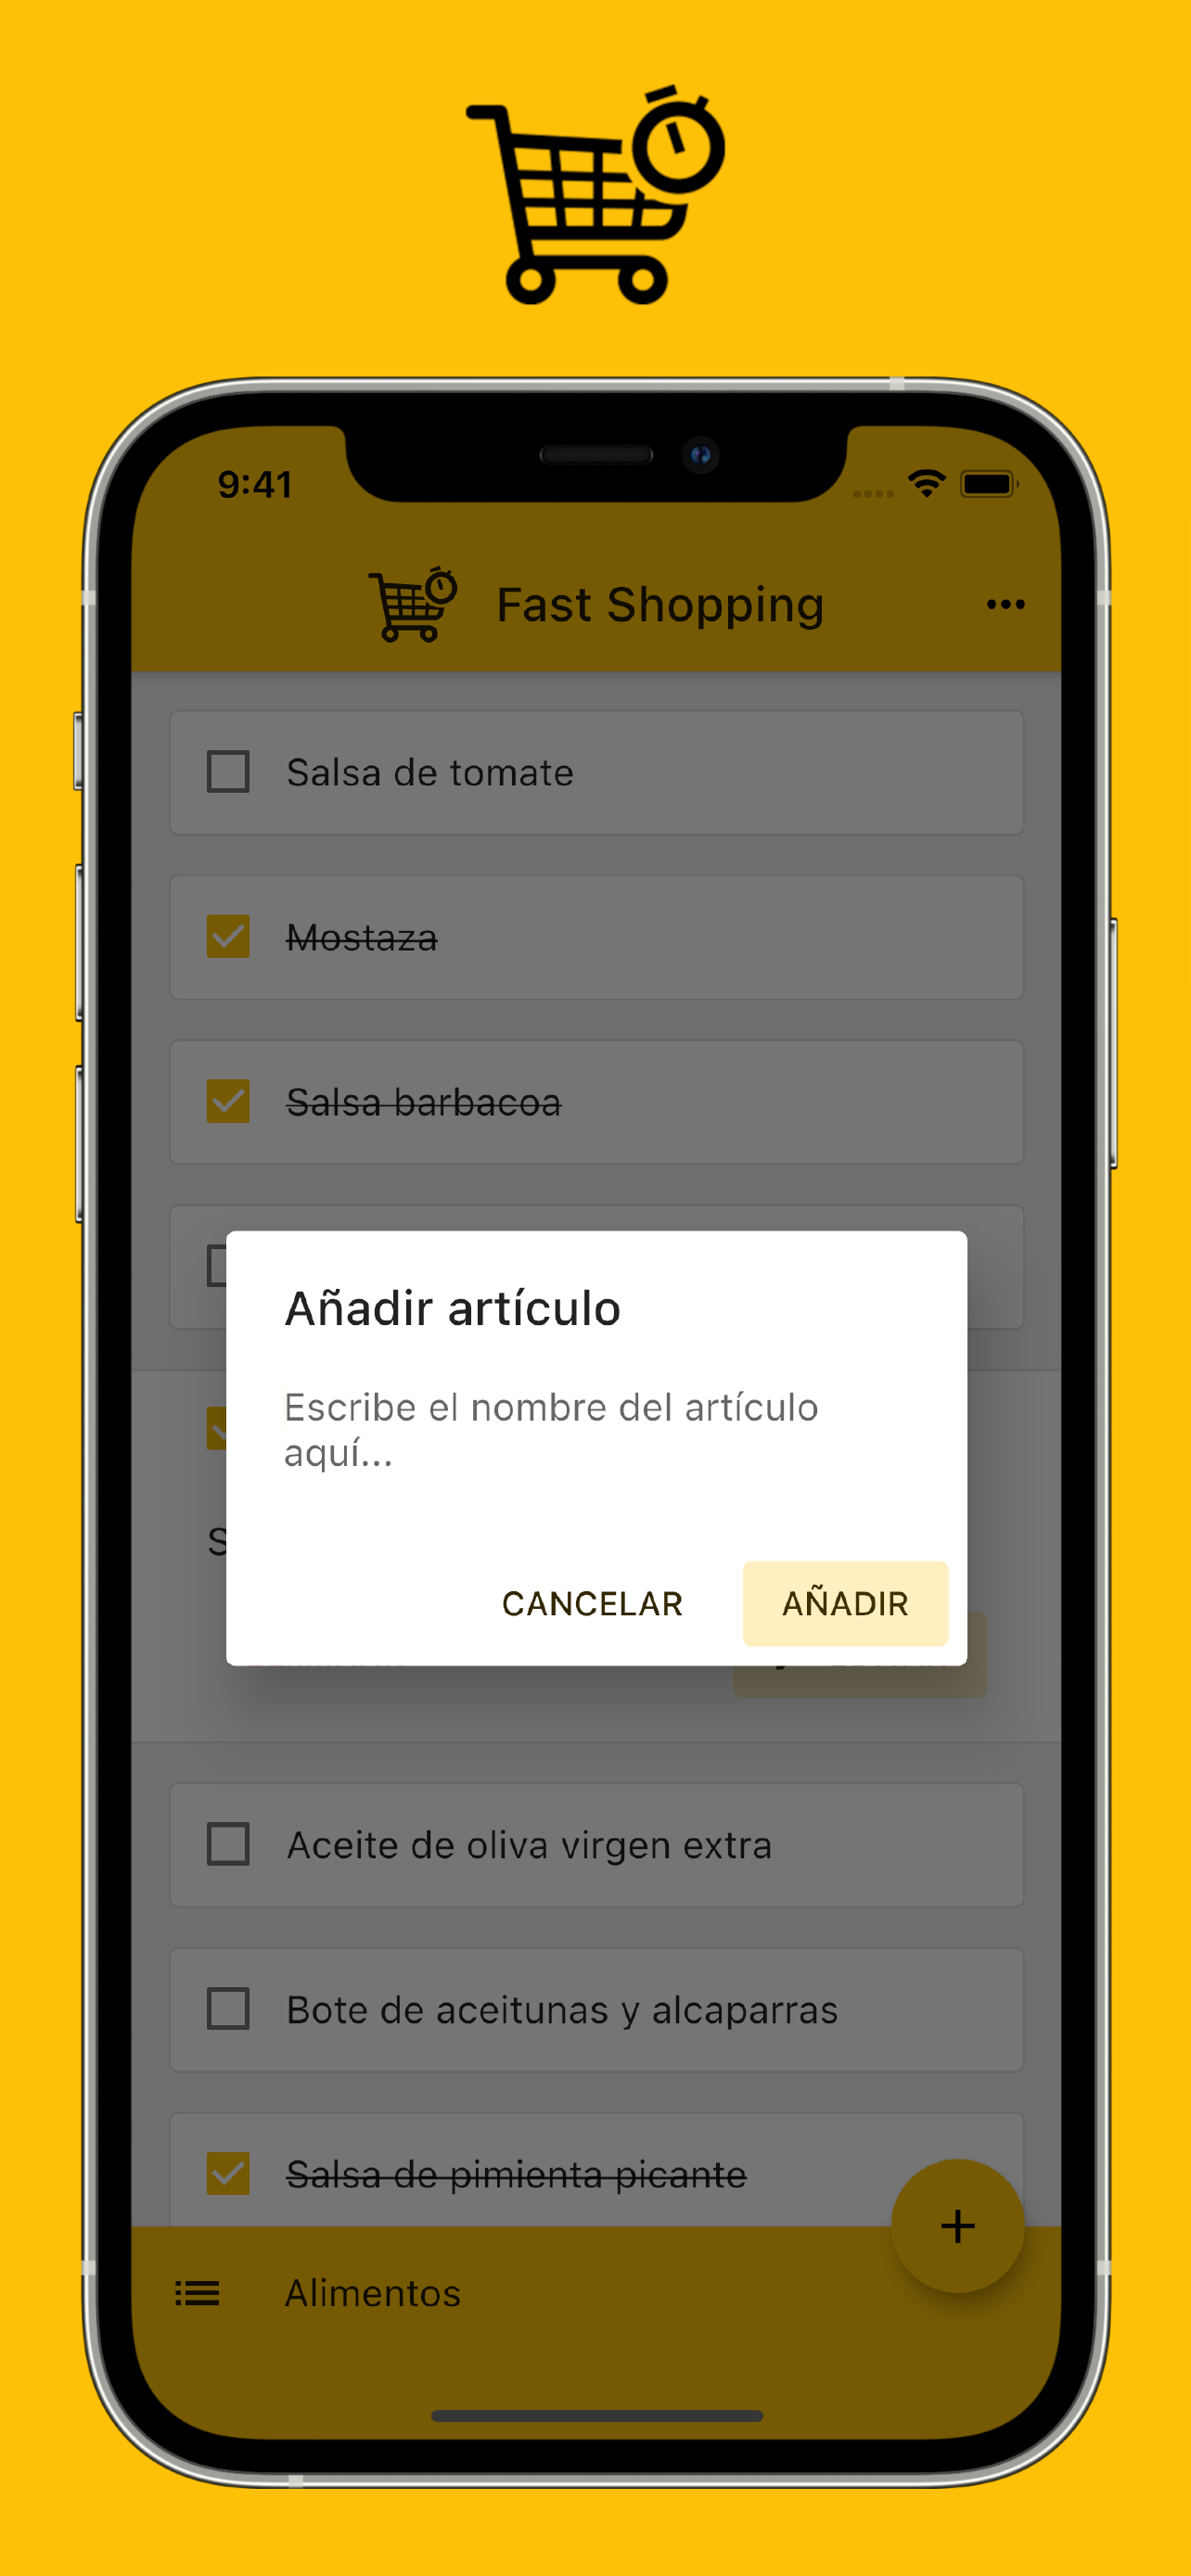 9:41
Fast Shopping
Salsa de tomate
Mostaza
Salsa barbacoa
Añadir artículo
Escribe el nombre del artículo
aquí...
CANCELAR
AÑADIR
Aceite de oliva virgen extra
Bote de aceitunas y alcaparras
Salsa de pimienta picante
Alimentos